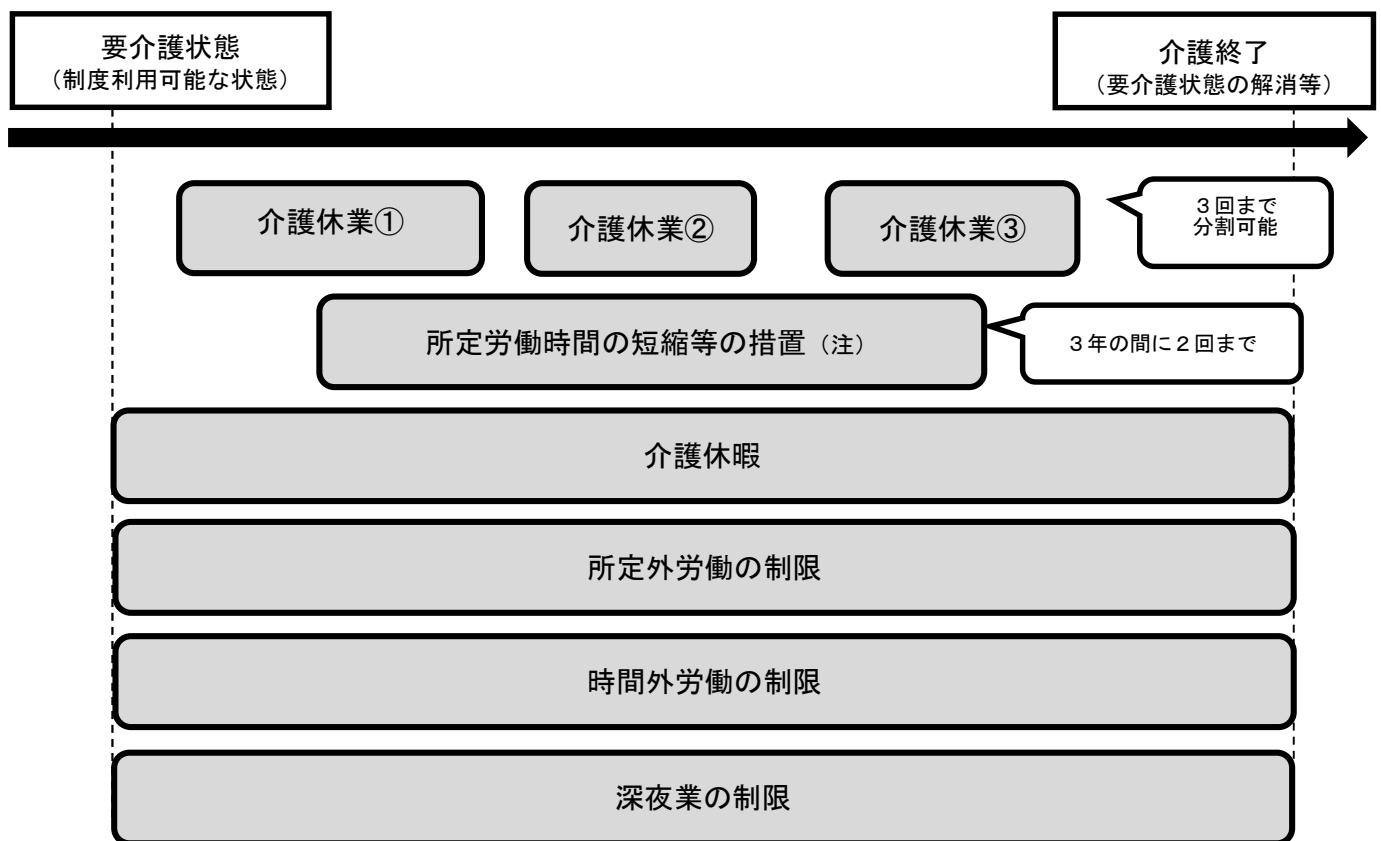 要介護状態
（制度利用可能な状態）
介護終了
（要介護状態の解消等）
介護休業①
介護休業②
介護休業③
３回まで
分割可能
所定労働時間の短縮等の措置（注）
３年の間に２回まで
介護休暇
所定外労働の制限
時間外労働の制限
深夜業の制限